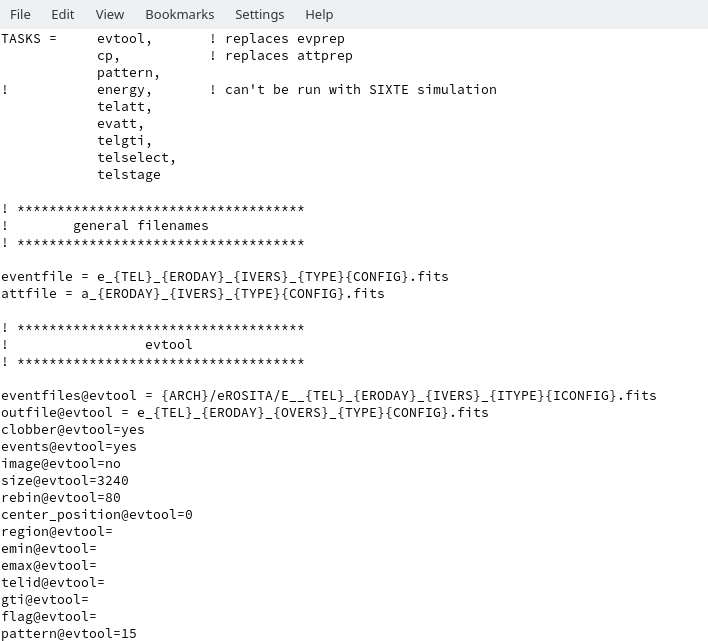 File Edit View Bookmarks Settings Help
TASKS =     evtool,       ! replaces evprep
            cp,           ! replaces attprep
            pattern,
!           energy,       ! can't be run with SIXTE simulation
            telatt,
            evatt,
            telgti,
            telselect,
            telstage
! ************************************
!        general filenames
! ************************************
eventfile = e_{TEL}_{ERODAY}_{IVERS}_{TYPE}{CONFIG}.fits
attfile = a_{ERODAY}_{IVERS}_{TYPE}{CONFIG}.fits
! ************************************
!                 evtool
! ************************************
eventfiles@evtool = {ARCH}/eROSITA/E__{TEL}_{ERODAY}_{IVERS}_{ITYPE}{ICONFIG}.fits
outfile@evtool = e_{TEL}_{ERODAY}_{OVERS}_{TYPE}{CONFIG}.fits
clobber@evtool=yes
events@evtool=yes
image@evtool=no
size@evtool=3240
rebin@evtool=80
center_position@evtool=0
region@evtool=
emin@evtool=
emax@evtool=
telid@evtool=
gti@evtool=
flag@evtool=
pattern@evtool=15